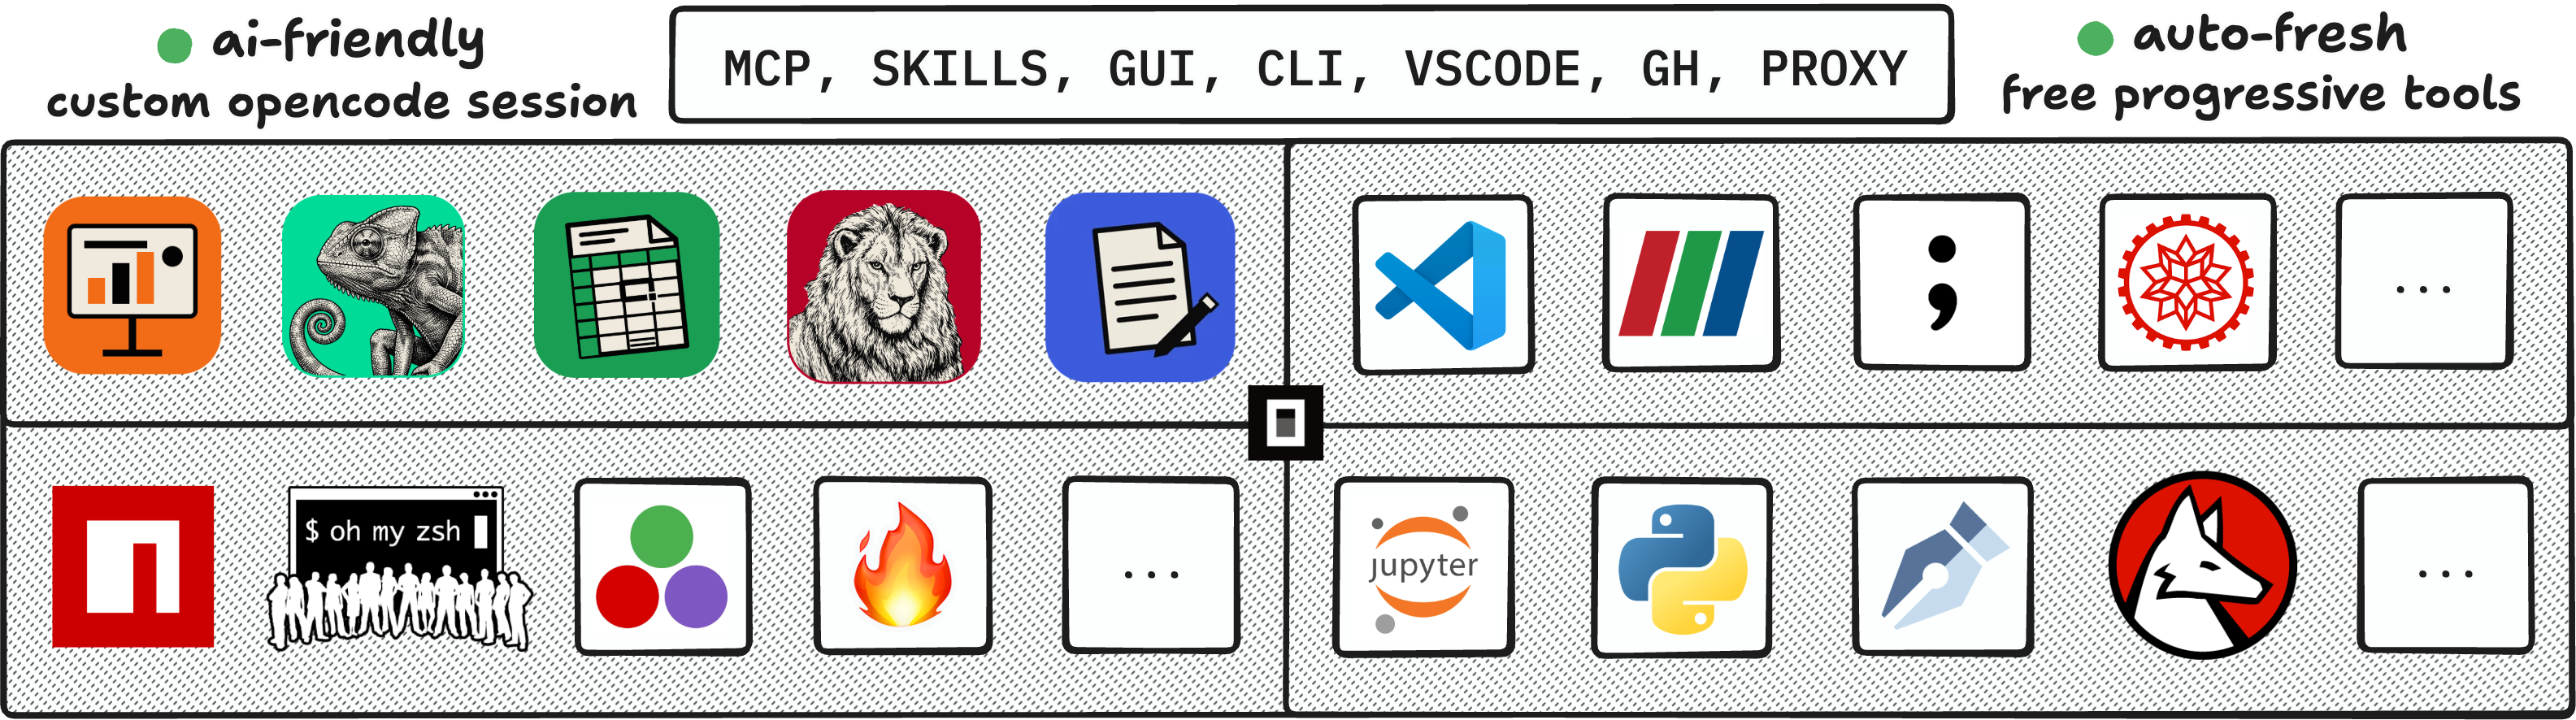 ai-friendly
custom opencode session
MCP, SKILLS, GUI, CLI, VSCODE, GH, PROXY
auto-fresh
free progressive tools
;
...
$ oh my zsh
...
jupyter
...